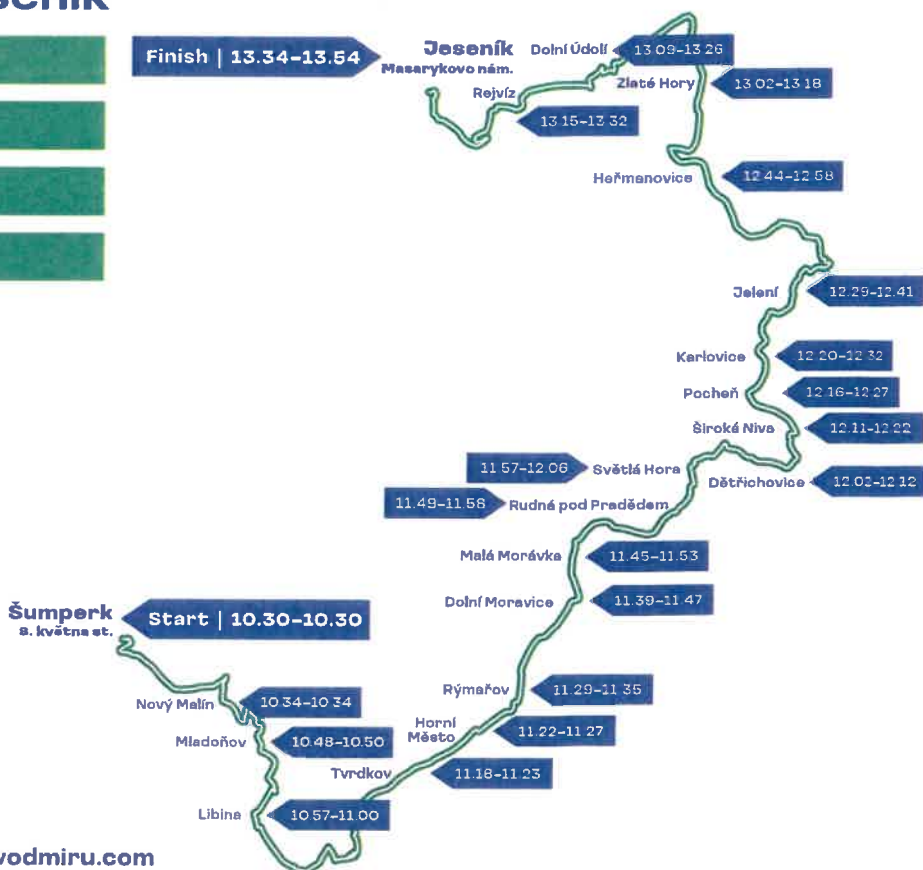 Finish | 13.34–13.54
Jeseník
Masarykovo nám.
Dolní Údolí
13.09–13.26
Zlaté Hory
13.02–13.18
Rejvíz
13.15–13.32
Heřmanovice
12.44–12.58
Jelení
12.29–12.41
Karlovice
12.20–12.32
Pocheň
12.16–12.27
Široká Niva
12.11–12.22
11.57–12.06
Světlá Hora
Dětřichovice
12.02–12.12
11.49–11.58
Rudná pod Pradědem
Malá Morávka
11.45–11.53
Dolní Moravice
11.39–11.47
Šumperk
8. května st.
Start | 10.30–10.30
Rýmařov
11.29–11.35
Nový Malín
10.34–10.34
Horní
Město
11.22–11.27
Mladoňov
10.48–10.50
Tvrdkov
11.18–11.23
Libina
10.57–11.00
vodmiru.com